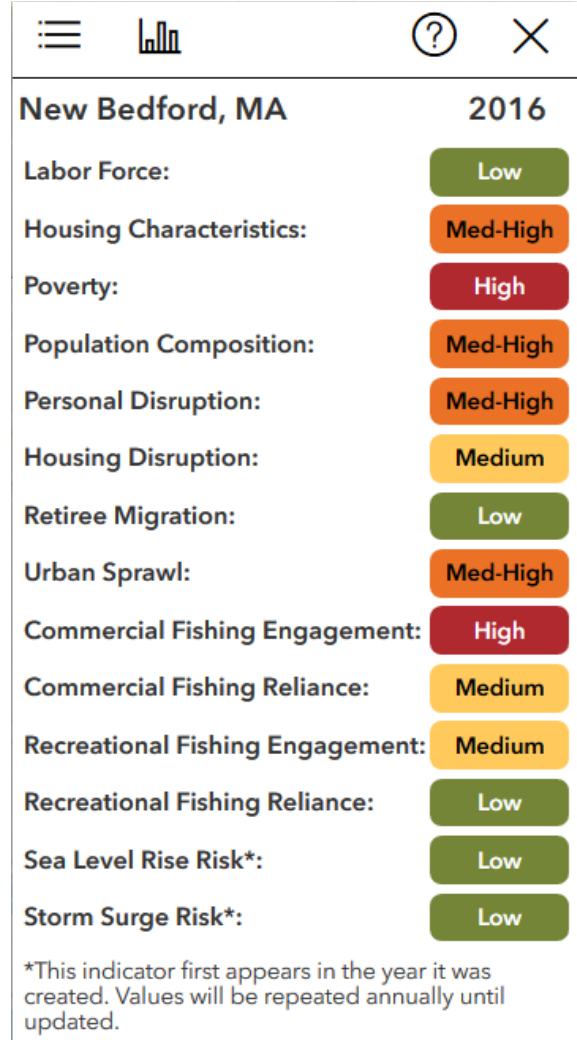 New Bedford, MA 2016
Labor Force: Low
Housing Characteristics: Med-High
Poverty: High
Population Composition: Med-High
Personal Disruption: Med-High
Housing Disruption: Medium
Retiree Migration: Low
Urban Sprawl: Med-High
Commercial Fishing Engagement: High
Commercial Fishing Reliance: Medium
Recreational Fishing Engagement: Medium
Recreational Fishing Reliance: Low
Sea Level Rise Risk*: Low
Storm Surge Risk*: Low
*This indicator first appears in the year it was
created. Values will be repeated annually until
updated.